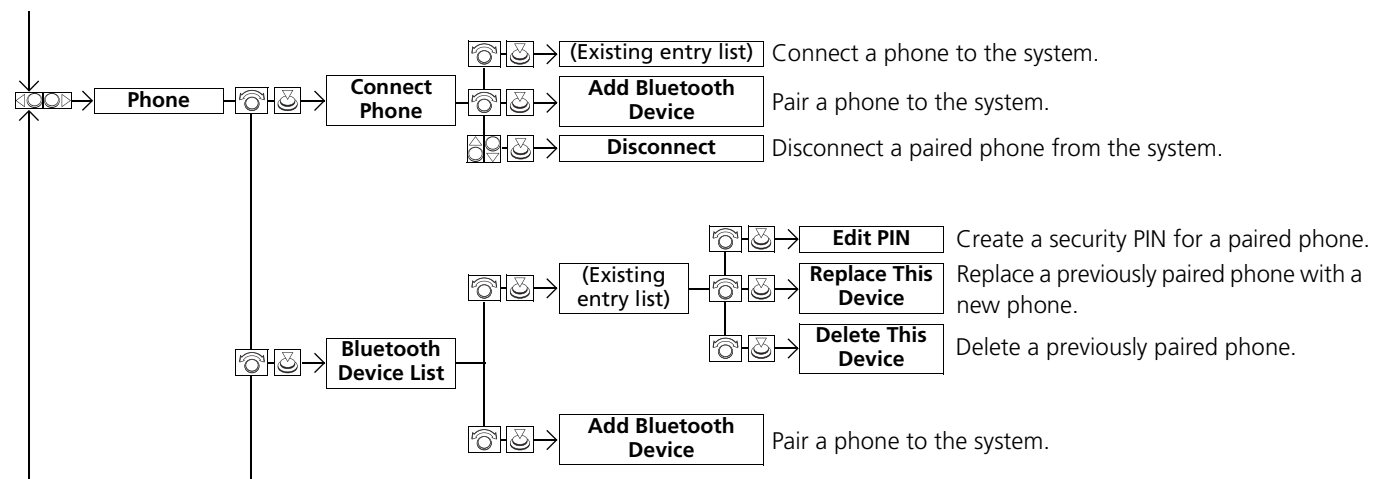 (Existing entry list) Connect a phone to the system.
Phone
Connect
Phone
Add Bluetooth
Device
Pair a phone to the system.
Disconnect
Disconnect a paired phone from the system.
Edit PIN
Create a security PIN for a paired phone.
(Existing
entry list)
Replace This
Device
Replace a previously paired phone with a
new phone.
Delete This
Device
Delete a previously paired phone.
Bluetooth
Device List
Add Bluetooth
Device
Pair a phone to the system.